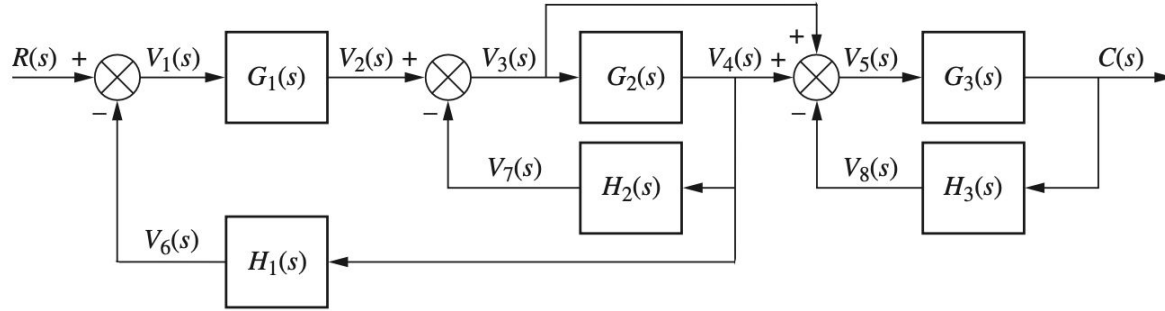 +
R(s) + V1(s) G1(s) V2(s) + V3(s) G2(s) V4(s) + V5(s) G3(s) C(s)
− − −
V7(s) H2(s) V8(s) H3(s)
V6(s) H1(s)